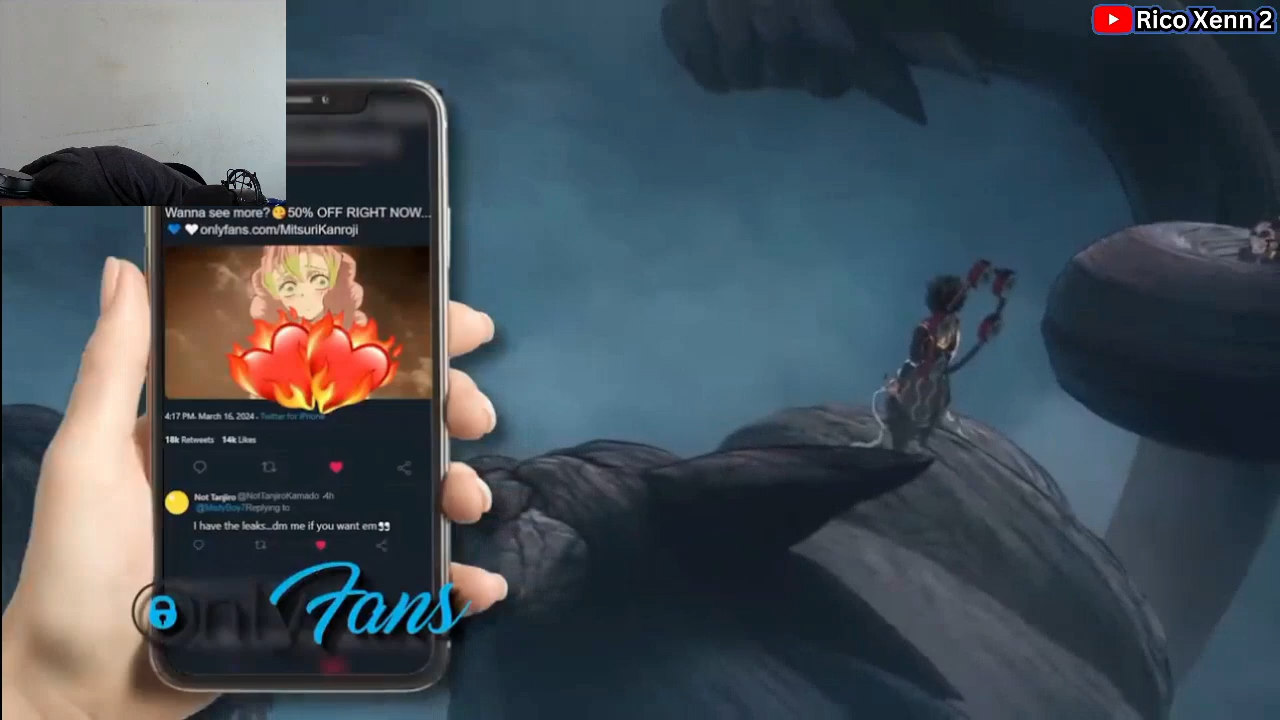 Rico Xenn 2
Wanna see more? 50% OFF RIGHT NOW...
onlyfans.com/MitsuriKanroji
4:17 PM· March 16, 2024 · Twitter for iPhone
18k Retweets 14k Likes
Not Tanjiro @NotTanjiroKamado ·4h
@MistyBoy7Replying to
I have the leaks...dm me if you want em
OnlyFans